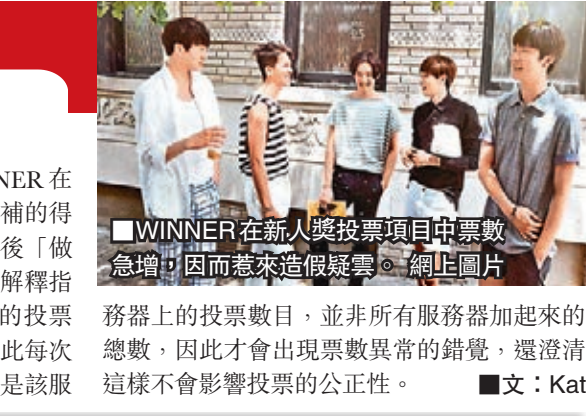 NER 在
補的得
後「做
解釋指
的投票
此每次
是該服
■WINNER在新人獎投票項目中票數
急增，因而惹來造假疑雲。 網上圖片
務器上的投票數目，並非所有服務器加起來的
總數，因此才會出現票數異常的錯覺，還澄清
這樣不會影響投票的公正性。 ■文：Kat